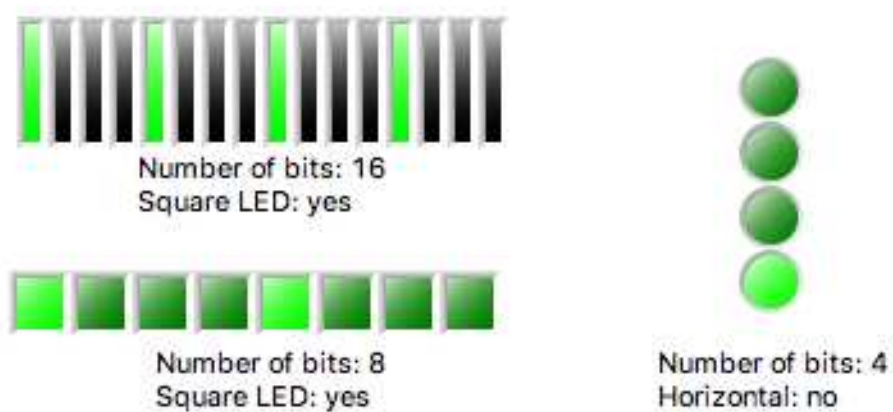 Number of bits: 16
Square LED: yes
Number of bits: 8
Square LED: yes
Number of bits: 4
Horizontal: no